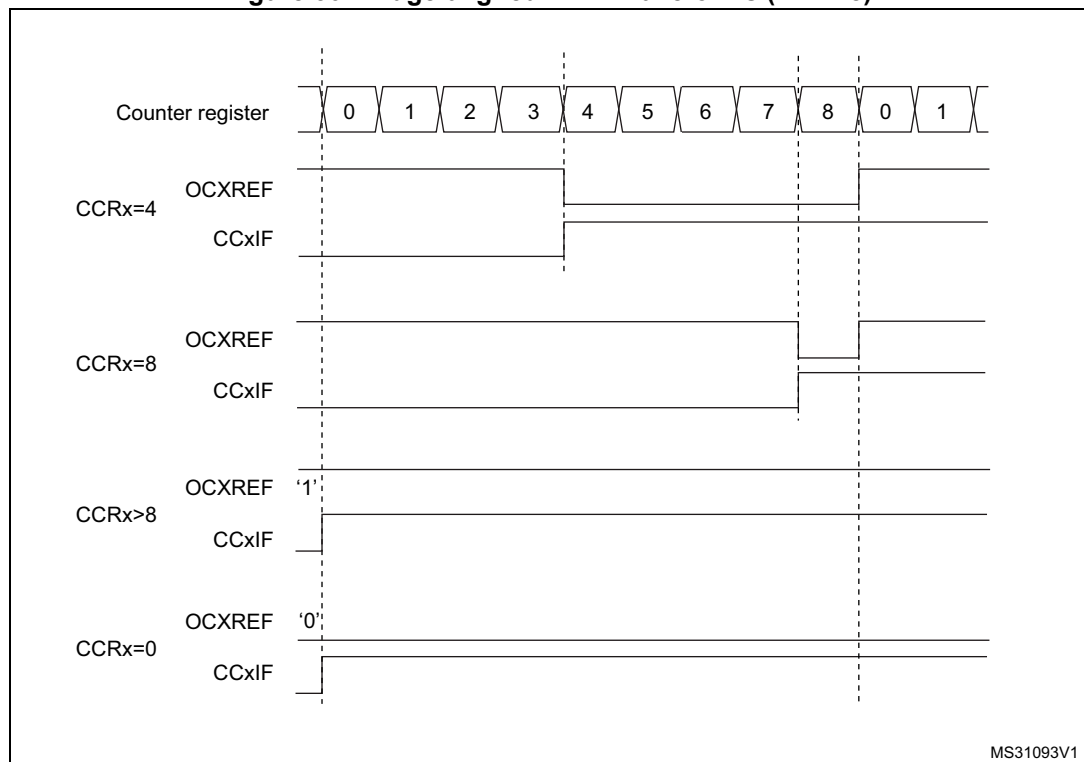 Counter register 0 1 2 3 4 5 6 7 8 0 1
OCXREF
CCRx=4
CCxIF
OCXREF
CCRx=8
CCxIF
OCXREF '1'
CCRx>8
CCxIF
OCXREF '0'
CCRx=0
CCxIF
MS31093V1